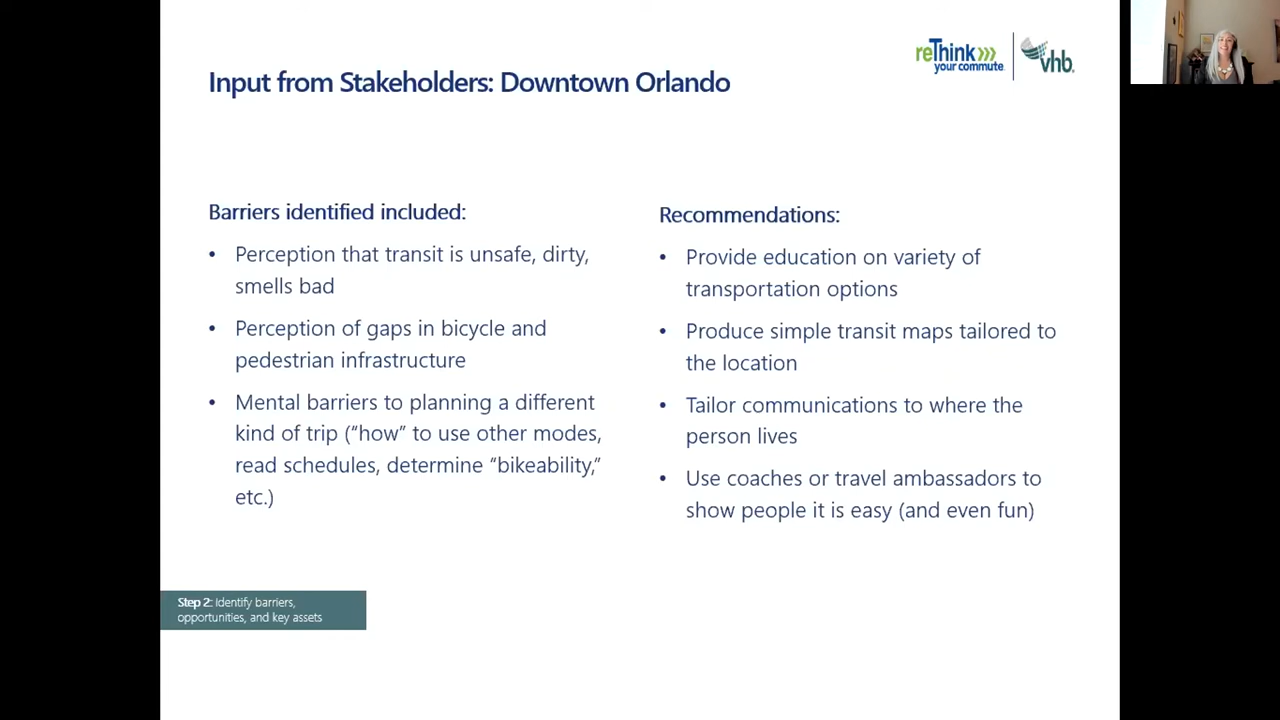 reThink
your commute
vhb.
Input from Stakeholders: Downtown Orlando
Barriers identified included:
• Perception that transit is unsafe, dirty,
smells bad
• Perception of gaps in bicycle and
pedestrian infrastructure
• Mental barriers to planning a different
kind of trip (“how” to use other modes,
read schedules, determine “bikeability,”
etc.)
Recommendations:
• Provide education on variety of
transportation options
• Produce simple transit maps tailored to
the location
• Tailor communications to where the
person lives
• Use coaches or travel ambassadors to
show people it is easy (and even fun)
Step 2: Identify barriers,
opportunities, and key assets